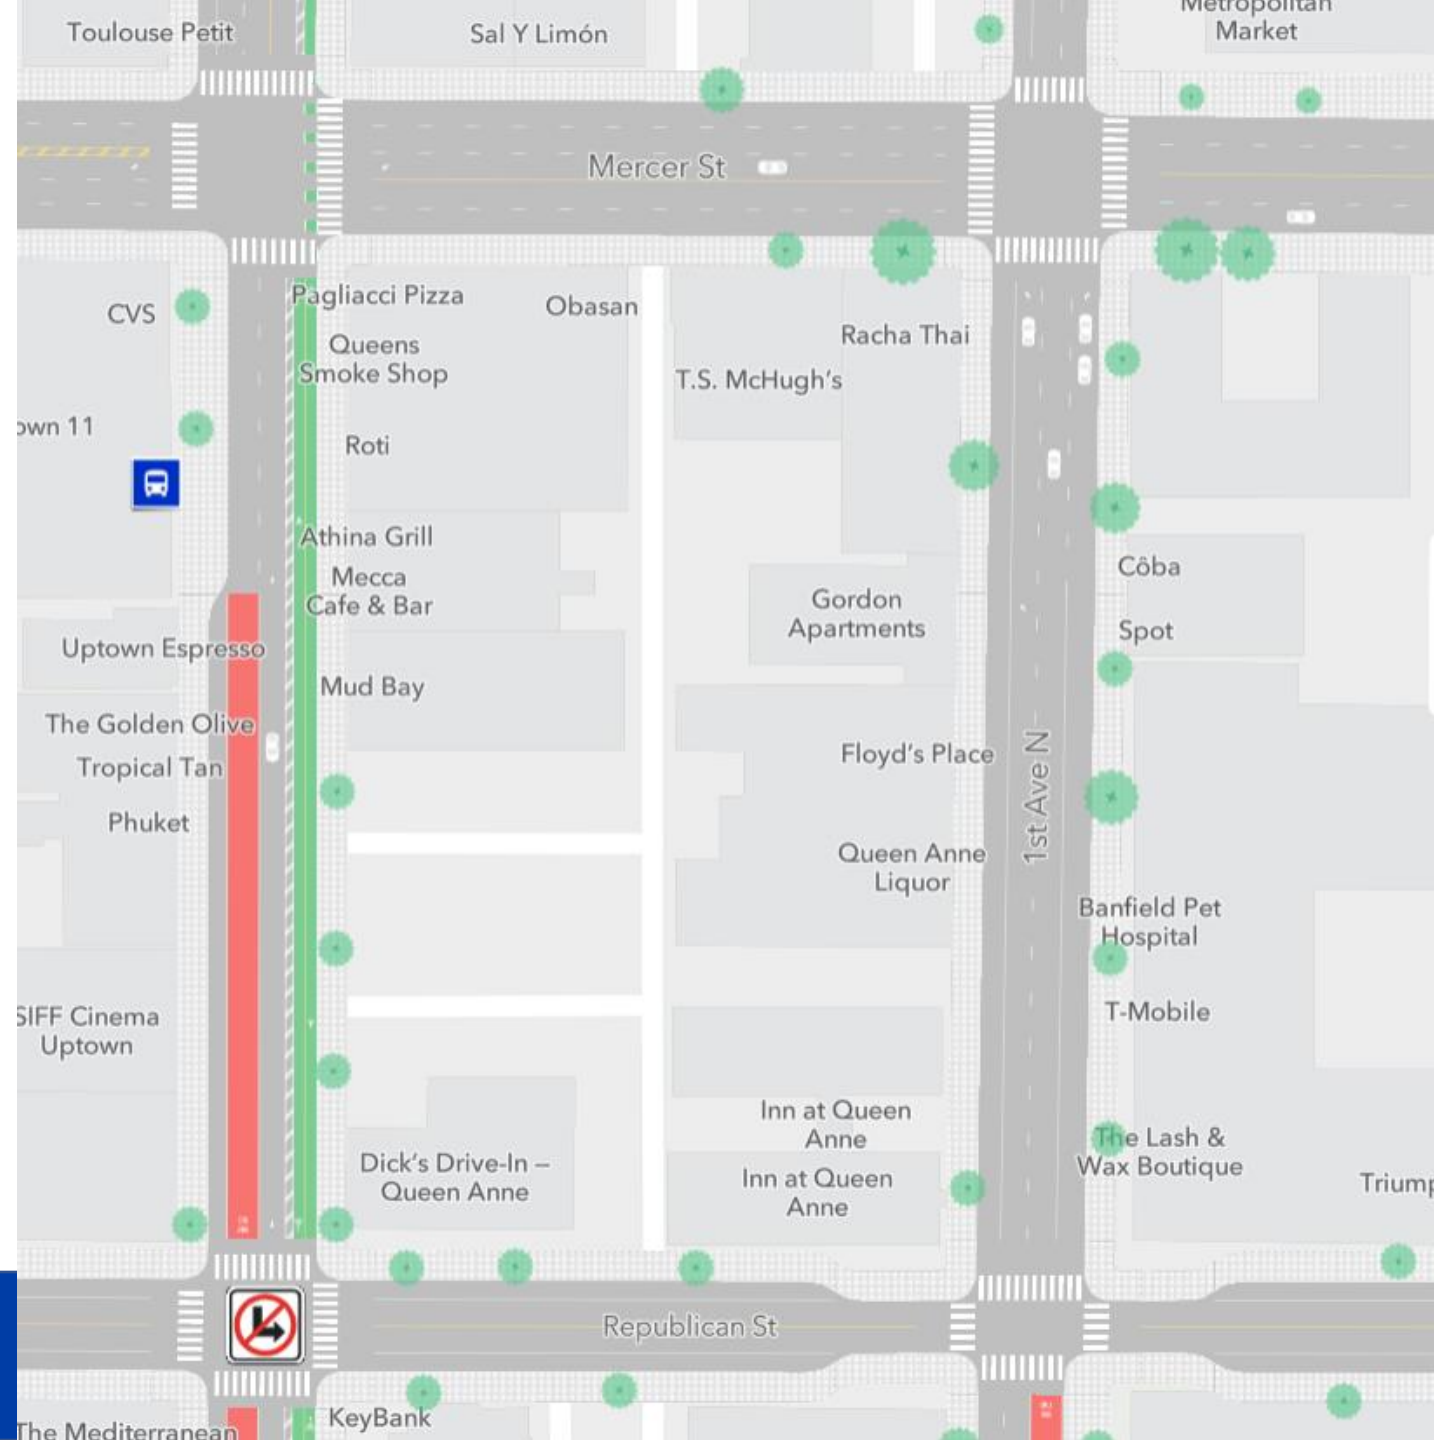 Toulouse Petit
Sal Y Limón
Metropolitan
Market
Mercer St
CVS
Pagliacci Pizza
Obasan
Queens
Smoke Shop
Racha Thai
T.S. McHugh's
own 11
Roti
Athina Grill
Mecca
Cafe & Bar
Côba
Gordon
Apartments
Spot
Uptown Espresso
Mud Bay
The Golden Olive
Tropical Tan
Floyd's Place
1st Ave N
Phuket
Queen Anne
Liquor
Banfield Pet
Hospital
SIFF Cinema
Uptown
T-Mobile
Inn at Queen
Anne
The Lash &
Wax Boutique
Dick's Drive-In –
Queen Anne
Inn at Queen
Anne
Triump
Republican St
KeyBank
The Mediterranean